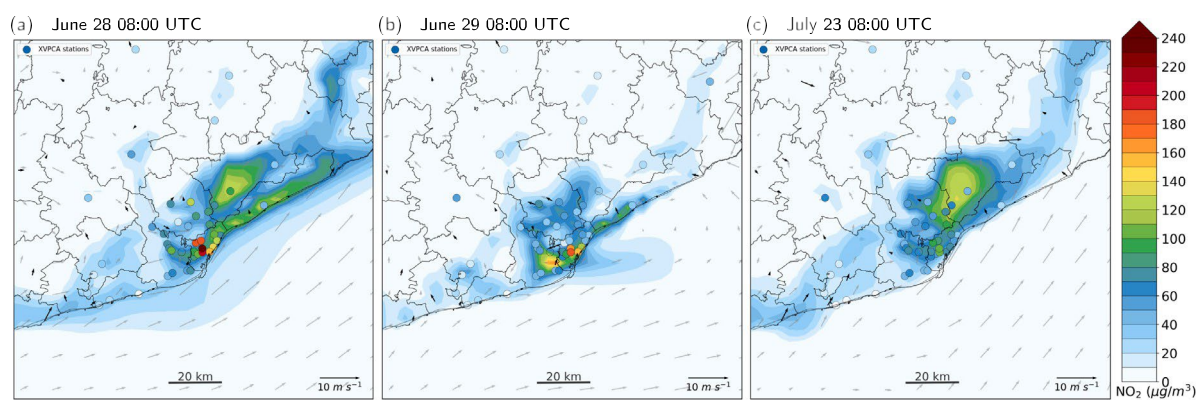 (a) June 28 08:00 UTC
XVPCA stations
20 km
10 m s⁻¹
(b) June 29 08:00 UTC
XVPCA stations
20 km
10 m s⁻¹
(c) July 23 08:00 UTC
XVPCA stations
20 km
10 m s⁻¹
240
220
200
180
160
140
120
100
80
60
40
20
0
NO₂ (μg/m³)